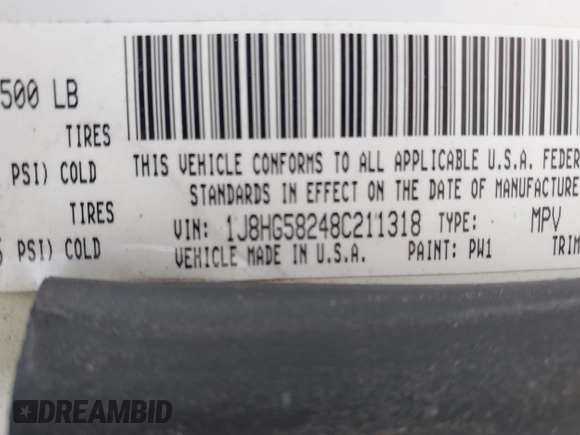 500 LB
TIRES
PSI) COLD
TIRES
PSI) COLD
THIS VEHICLE CONFORMS TO ALL APPLICABLE U.S.A. FEDER
STANDARDS IN EFFECT ON THE DATE OF MANUFACTURE
VIN: 1J8HG58248C211318 TYPE: MPV
VEHICLE MADE IN U.S.A. PAINT: PW1 TRIM
DREAMBID